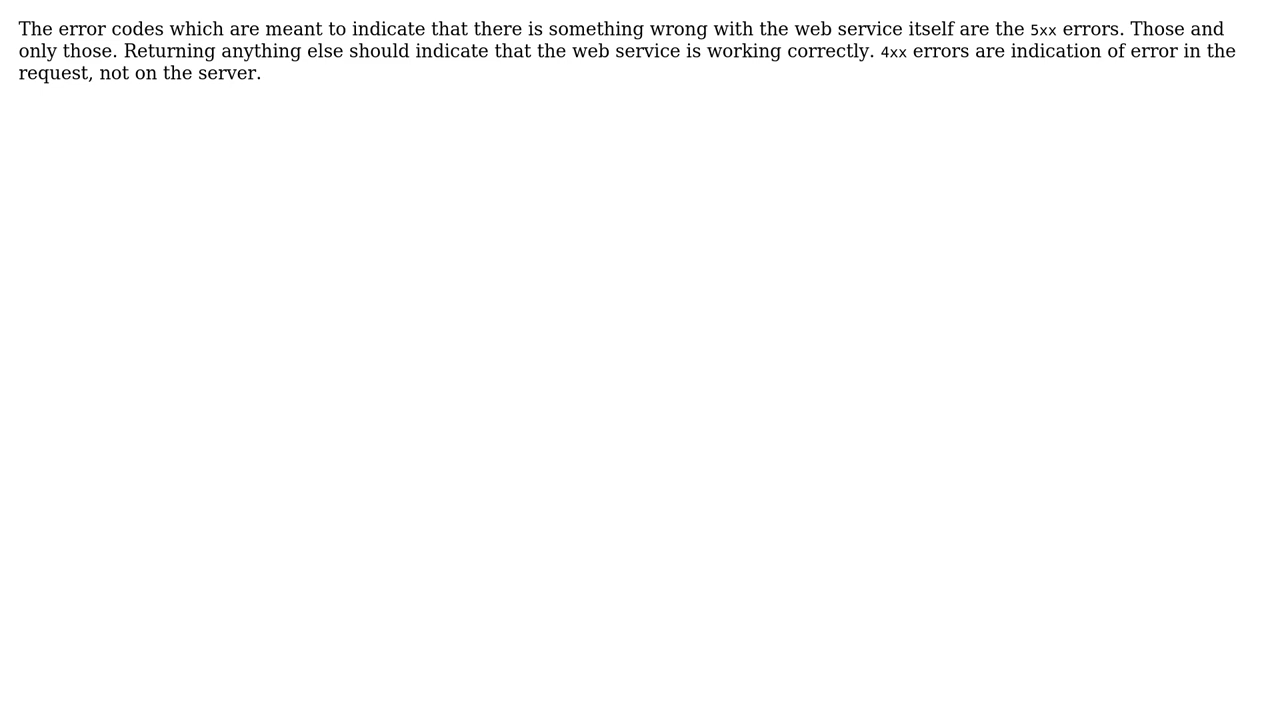 The error codes which are meant to indicate that there is something wrong with the web service itself are the 5xx errors. Those and
only those. Returning anything else should indicate that the web service is working correctly. 4xx errors are indication of error in the
request, not on the server.